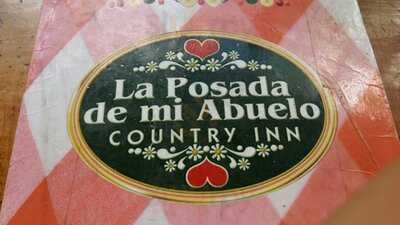 La Posada
de mi Abuelo
COUNTRY INN